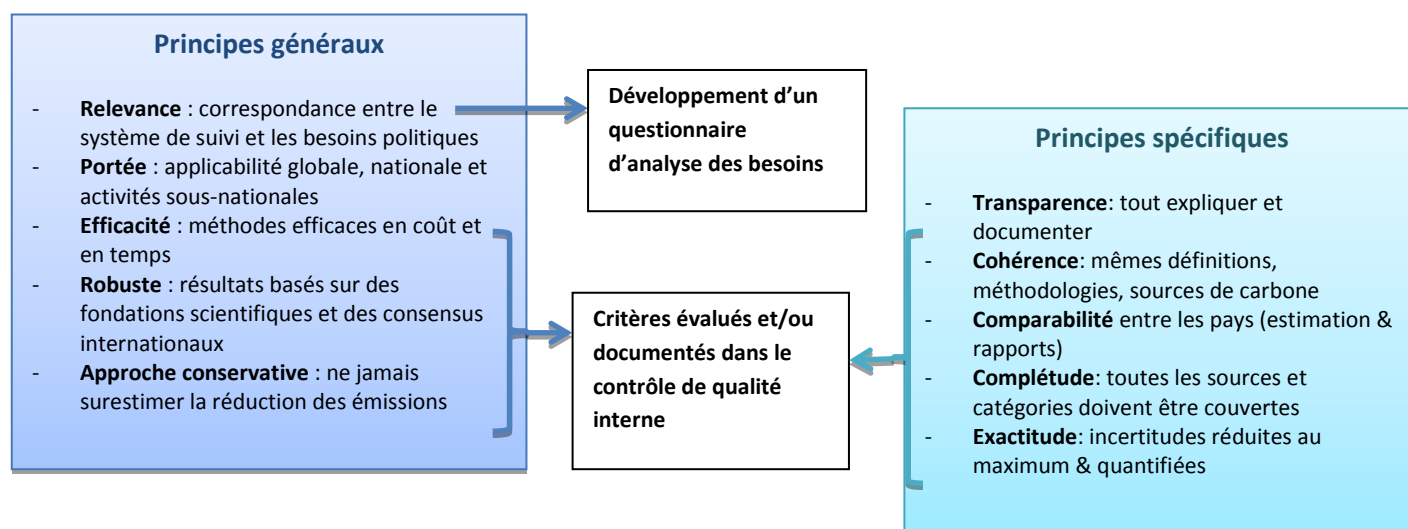 Principes généraux
- Relevance : correspondance entre le
système de suivi et les besoins politiques
- Portée : applicabilité globale, nationale et
activités sous-nationales
- Efficacité : méthodes efficaces en coût et
en temps
- Robuste : résultats basés sur des
fondations scientifiques et des consensus
internationaux
- Approche conservative : ne jamais
surestimer la réduction des émissions
Développement d’un
questionnaire
d’analyse des besoins
Critères évalués et/ou
documentés dans le
contrôle de qualité
interne
Principes spécifiques
- Transparence: tout expliquer et
documenter
- Cohérence: mêmes définitions,
méthodologies, sources de carbone
- Comparabilité entre les pays (estimation &
rapports)
- Complétude: toutes les sources et
catégories doivent être couvertes
- Exactitude: incertitudes réduites au
maximum & quantifiées